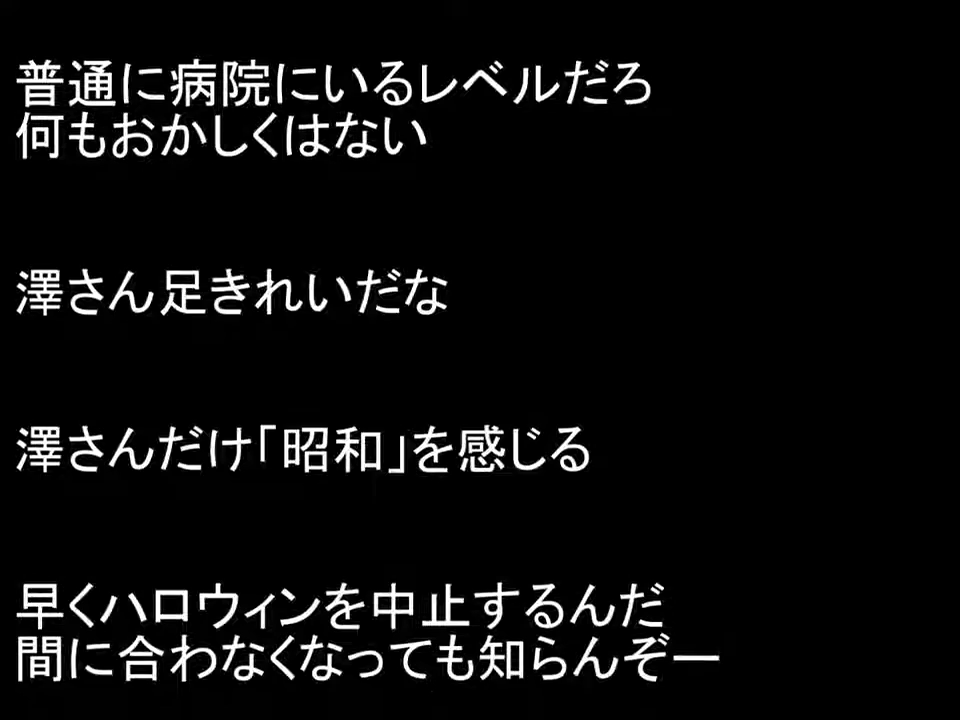 普通に病院にいるレベルだろ
何もおかしくはない
澤さん足きれいだな
澤さんだけ「昭和」を感じる
早くハロウィンを中止するんだ
間に合わなくなっても知らんぞー